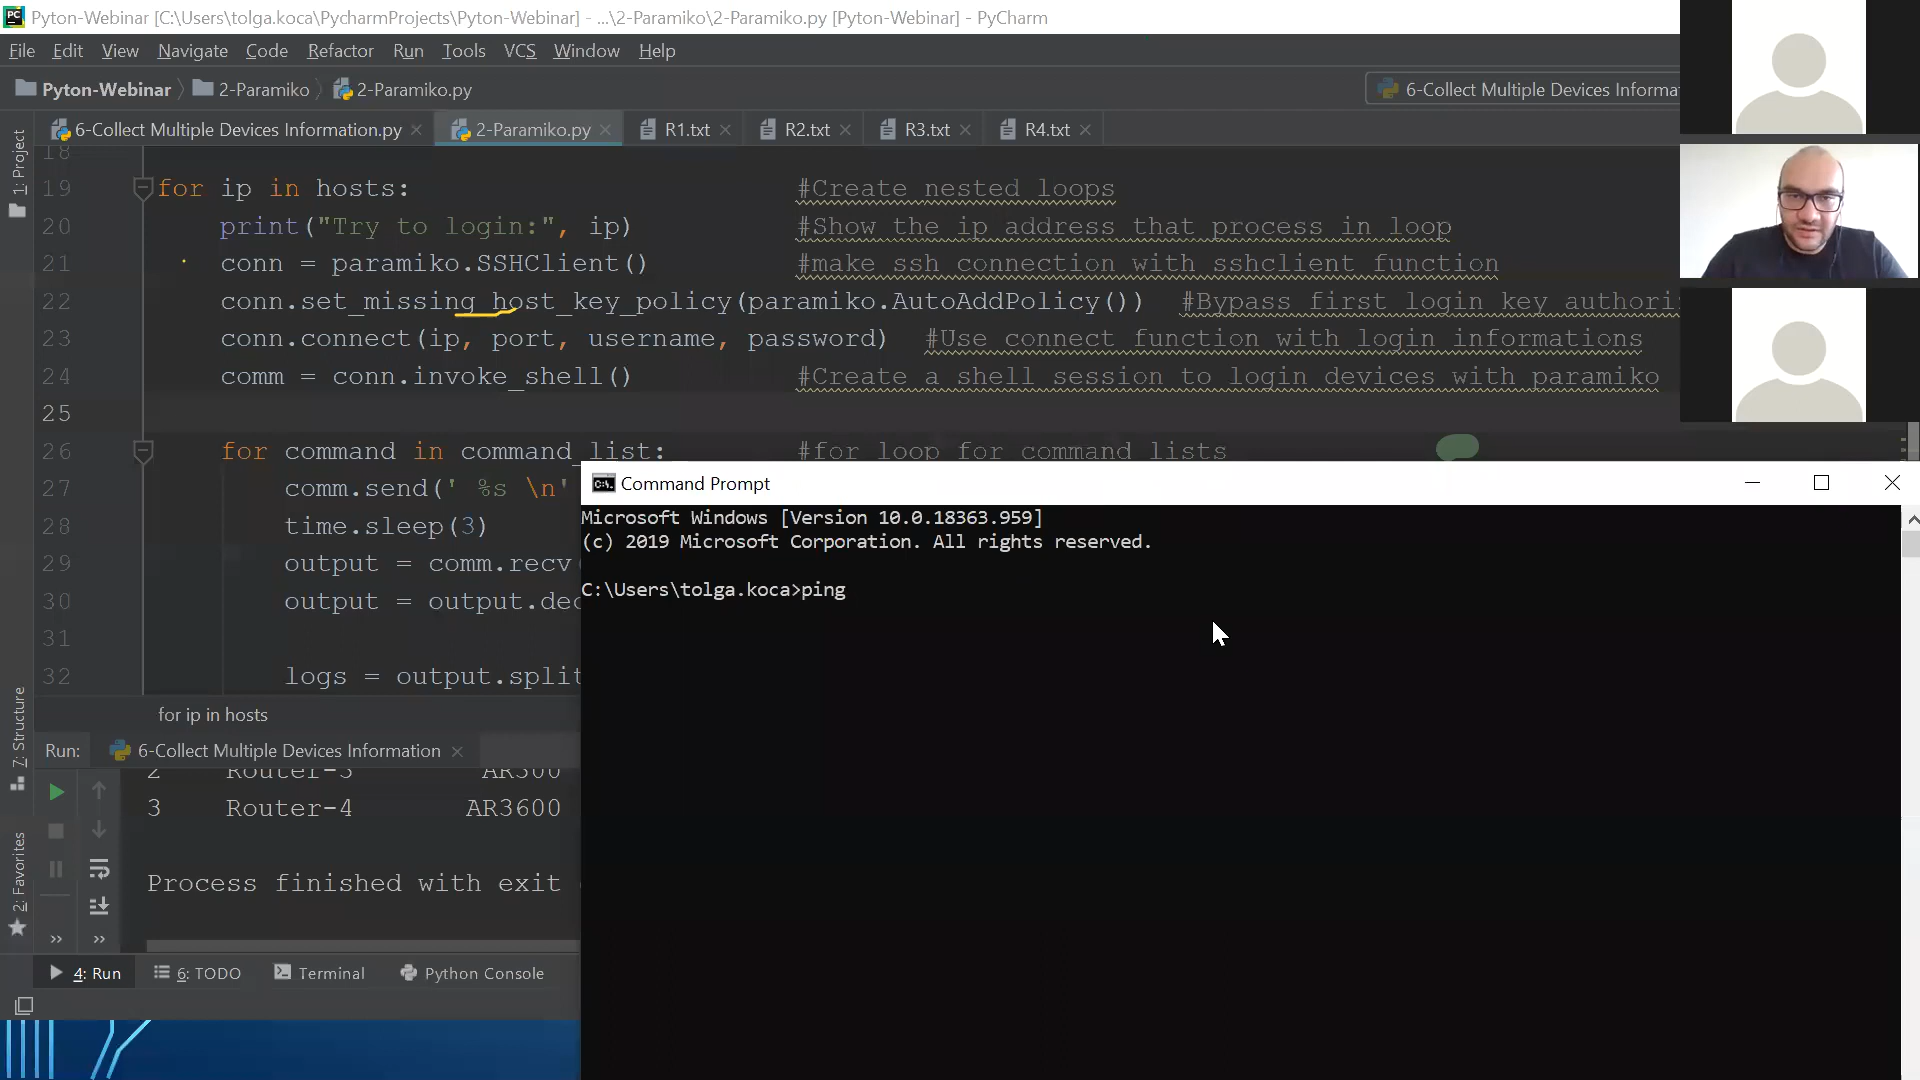 Pyton-Webinar [C:\Users\tolga.koca\PycharmProjects\Pyton-Webinar] - ...\2-Paramiko\2-Paramiko.py [Pyton-Webinar] - PyCharm
File Edit View Navigate Code Refactor Run Tools VCS Window Help
Pyton-Webinar 2-Paramiko 2-Paramiko.py 6-Collect Multiple Devices Informa
6-Collect Multiple Devices Information.py 2-Paramiko.py R1.txt R2.txt R3.txt R4.txt
1: Project
18
19 for ip in hosts: #Create nested loops
20 print("Try to login:", ip) #Show the ip address that process in loop
21 conn = paramiko.SSHClient() #make ssh connection with sshclient function
22 conn.set_missing_host_key_policy(paramiko.AutoAddPolicy()) #Bypass first login key authori
23 conn.connect(ip, port, username, password) #Use connect function with login informations
24 comm = conn.invoke_shell() #Create a shell session to login devices with paramiko
25
26 for command in command_list: #for loop for command lists
27 comm.send(' %s \n'
28 time.sleep(3)
29 output = comm.recv
30 output = output.dec
31
32 logs = output.split
for ip in hosts
7: Structure
2: Favorites
Run: 6-Collect Multiple Devices Information
2 Router-3 AR500
3 Router-4 AR3600
Process finished with exit
4: Run 6: TODO Terminal Python Console
Command Prompt
Microsoft Windows [Version 10.0.18363.959]
(c) 2019 Microsoft Corporation. All rights reserved.
C:\Users\tolga.koca>ping